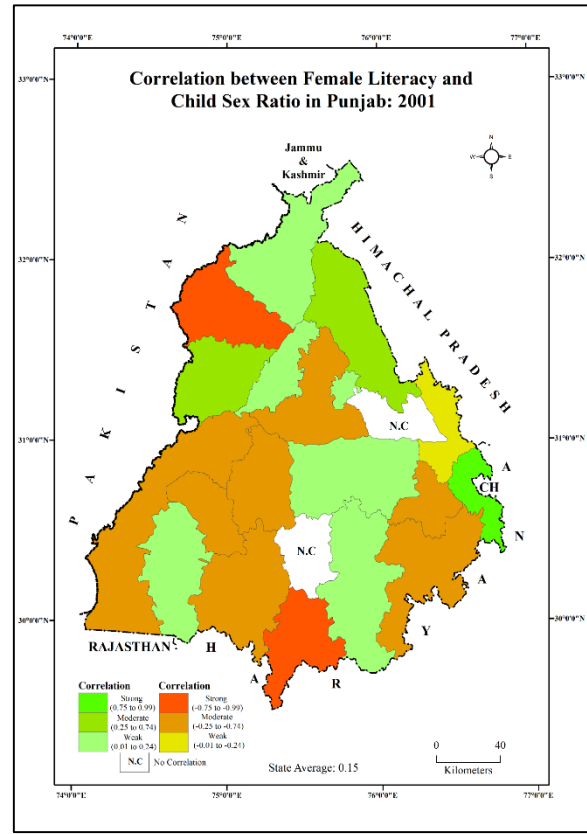 74°0'0"E 75°0'0"E 76°0'0"E 77°0'0"E
Correlation between Female Literacy and
Child Sex Ratio in Punjab: 2001
33°0'0"N 33°0'0"N
Jammu
&
Kashmir
N
W E
S
PAKISTAN
HIMACHAL PRADESH
32°0'0"N 32°0'0"N
31°0'0"N 31°0'0"N
30°0'0"N 30°0'0"N
N.C
CH
N.C
RAJASTHAN
HARYANA
Correlation Correlation
Strong
(0.75 to 0.99)
Moderate
(0.25 to 0.74)
Weak
(0.01 to 0.24)
Strong
(-0.75 to -0.99)
Moderate
(-0.25 to -0.74)
Weak
(-0.01 to -0.24)
N.C No Correlation
State Average: 0.15
0 40
Kilometers
74°0'0"E 75°0'0"E 76°0'0"E 77°0'0"E